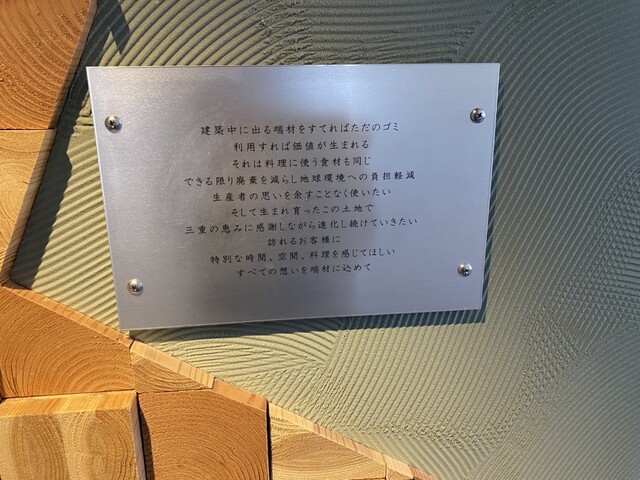 建築中に出る端材をすてればただのゴミ
利用すれば価値が生まれる
それは料理に使う食材も同じ
できる限り廃棄を減らし地球環境への負担軽減
生産者の思いを余すことなく使いたい
そして生まれ育ったこの土地で
三重の恵みに感謝しながら進化し続けていきたい
訪れるお客様に
特別な時間、空間、料理を感じてほしい
すべての想いを端材に込めて